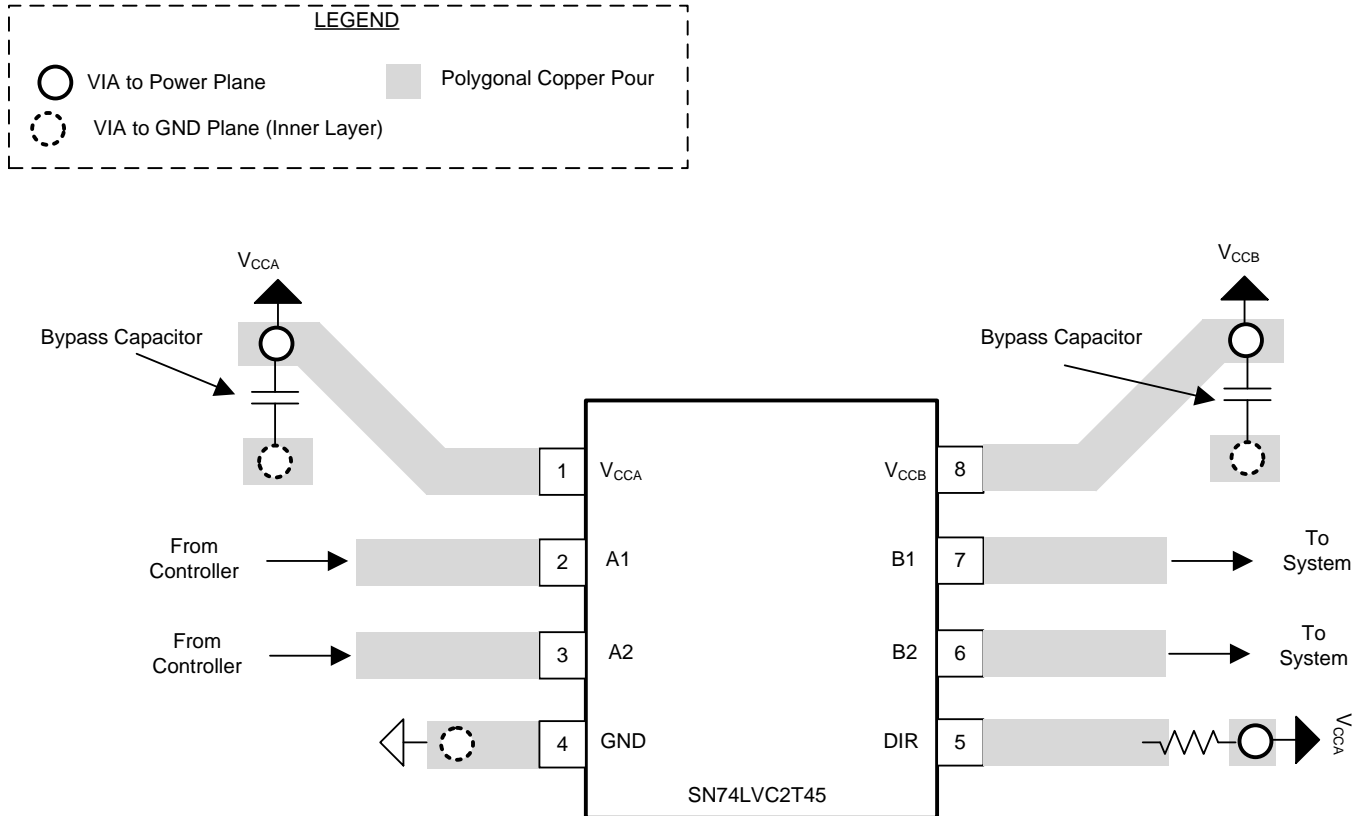 LEGEND
VIA to Power Plane
Polygonal Copper Pour
VIA to GND Plane (Inner Layer)
VCCA
VCCB
Bypass Capacitor
Bypass Capacitor
1
VCCA
VCCB
8
From
Controller
2
A1
B1
7
To
System
From
Controller
3
A2
B2
6
To
System
4
GND
DIR
5
VCCA
SN74LVC2T45